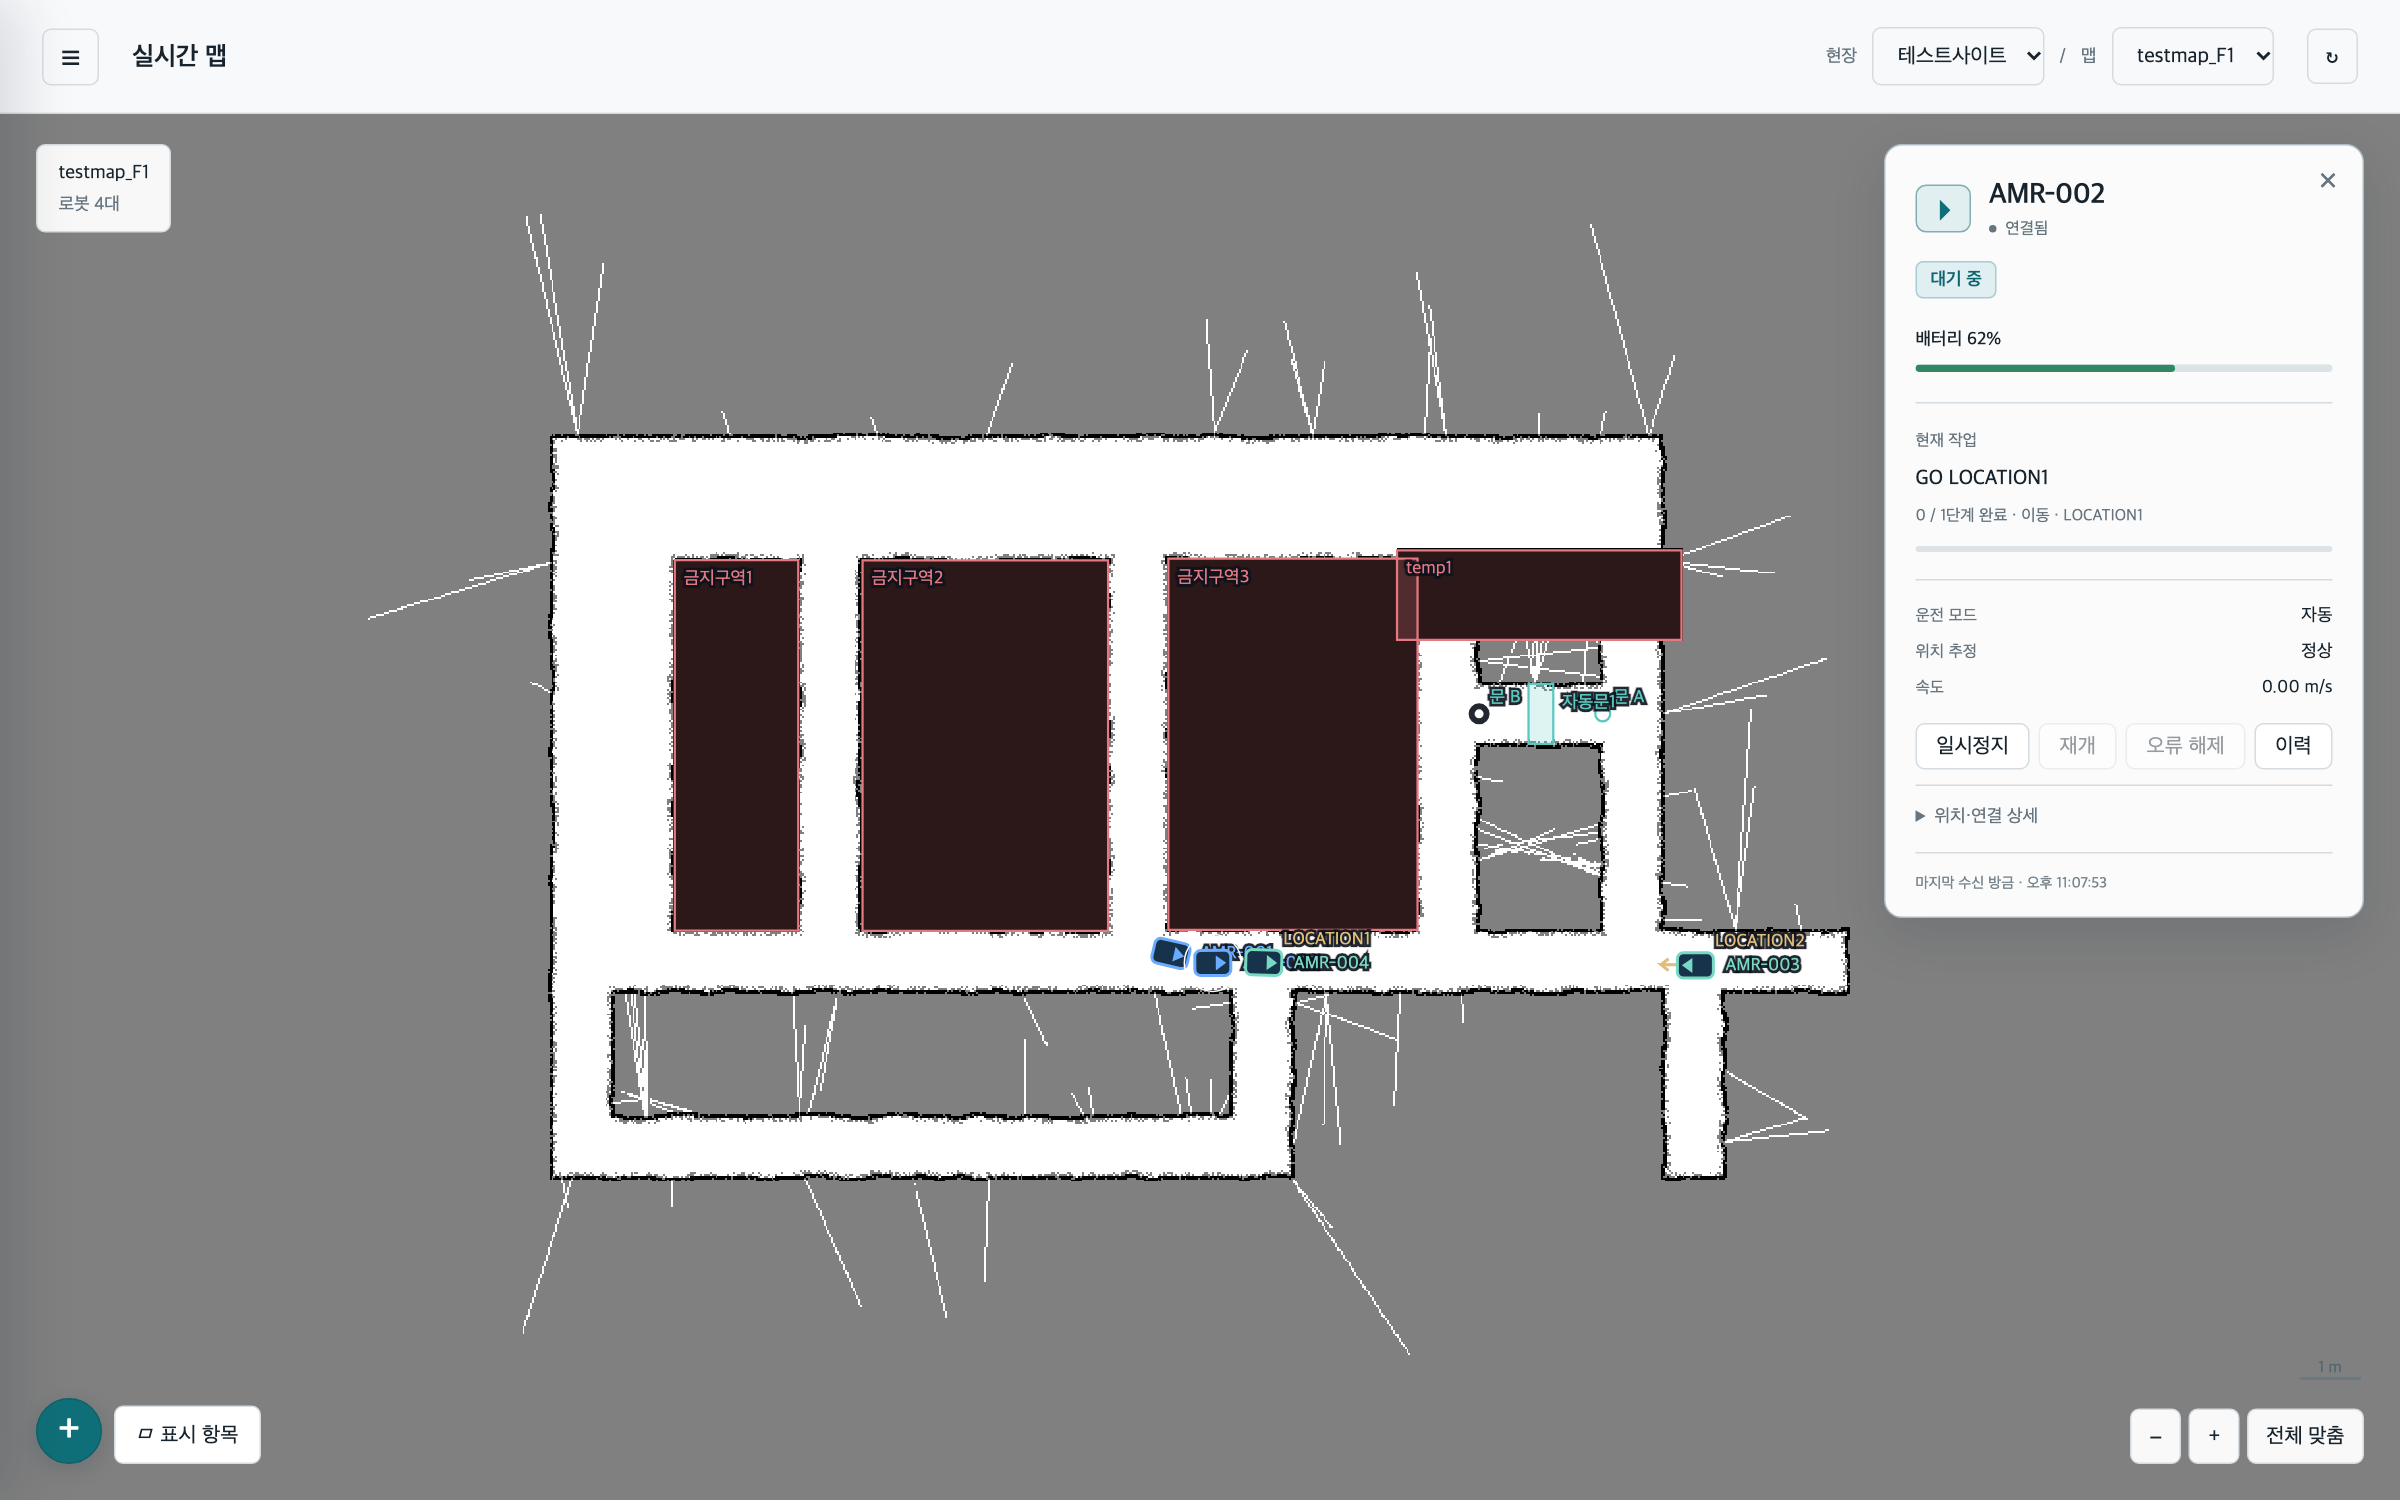 실시간 맵
현장 테스트사이트 / 맵 testmap_F1
testmap_F1
로봇 4대
AMR-002
연결됨
대기 중
배터리 62%
현재 작업
GO LOCATION1
0 / 1단계 완료 · 이동 · LOCATION1
운전 모드 자동
위치 추정 정상
속도 0.00 m/s
일시정지 재개 오류 해제 이력
위치·연결 상세
마지막 수신 방금 · 오후 11:07:53
금지구역1
금지구역2
금지구역3
temp1
문 B
자동문1
문 A
LOCATION1
AMR-004
LOCATION2
AMR-003
1 m
+
표시 항목
− + 전체 맞춤